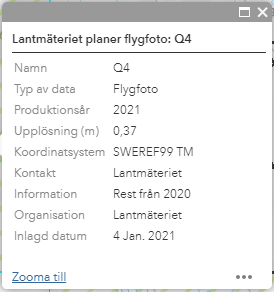 Lantmäteriet planer flygfoto: Q4
Namn Q4
Typ av data Flygfoto
Produktionsår 2021
Upplösning (m) 0,37
Koordinatsystem SWEREF99 TM
Kontakt Lantmäteriet
Information Rest från 2020
Organisation Lantmäteriet
Inlagd datum 4 Jan. 2021
Zooma till